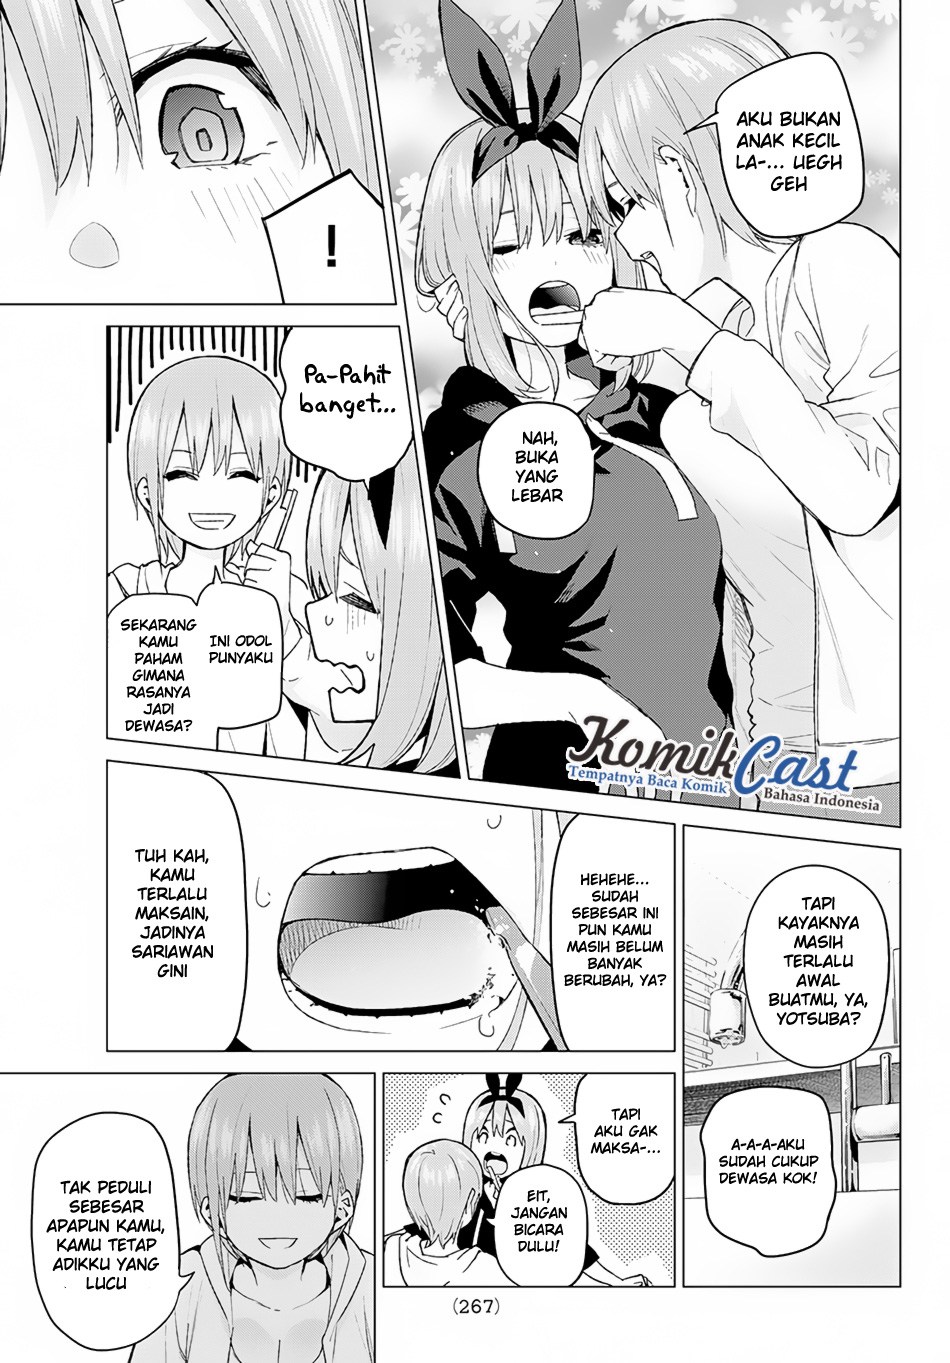 AKU BUKAN
ANAK KECIL
LA-... UEGH
GEH
NAH,
BUKA
YANG
LEBAR
!
Pa-Pahit
banget...
INI ODOL
PUNYAKU
SEKARANG
KAMU
PAHAM
GIMANA
RASANYA
JADI
DEWASA?
KomikCast
Tempatnya Baca Komik
Bahasa Indonesia
TAPI
KAYAKNYA
MASIH
TERLALU
AWAL
BUATMU, YA,
YOTSUBA?
A-A-A-AKU
SUDAH CUKUP
DEWASA KOK!
HEHEHE...
SUDAH
SEBESAR INI
PUN KAMU
MASIH BELUM
BANYAK
BERUBAH, YA?
TUH KAH,
KAMU
TERLALU
MAKSAIN,
JADINYA
SARIAWAN
GINI
TAPI
AKU GAK
MAKSA-...
EIT,
JANGAN
BICARA
DULU!
TAK PEDULI
SEBESAR
APAPUN KAMU,
KAMU TETAP
ADIKKU YANG
LUCU
(267)